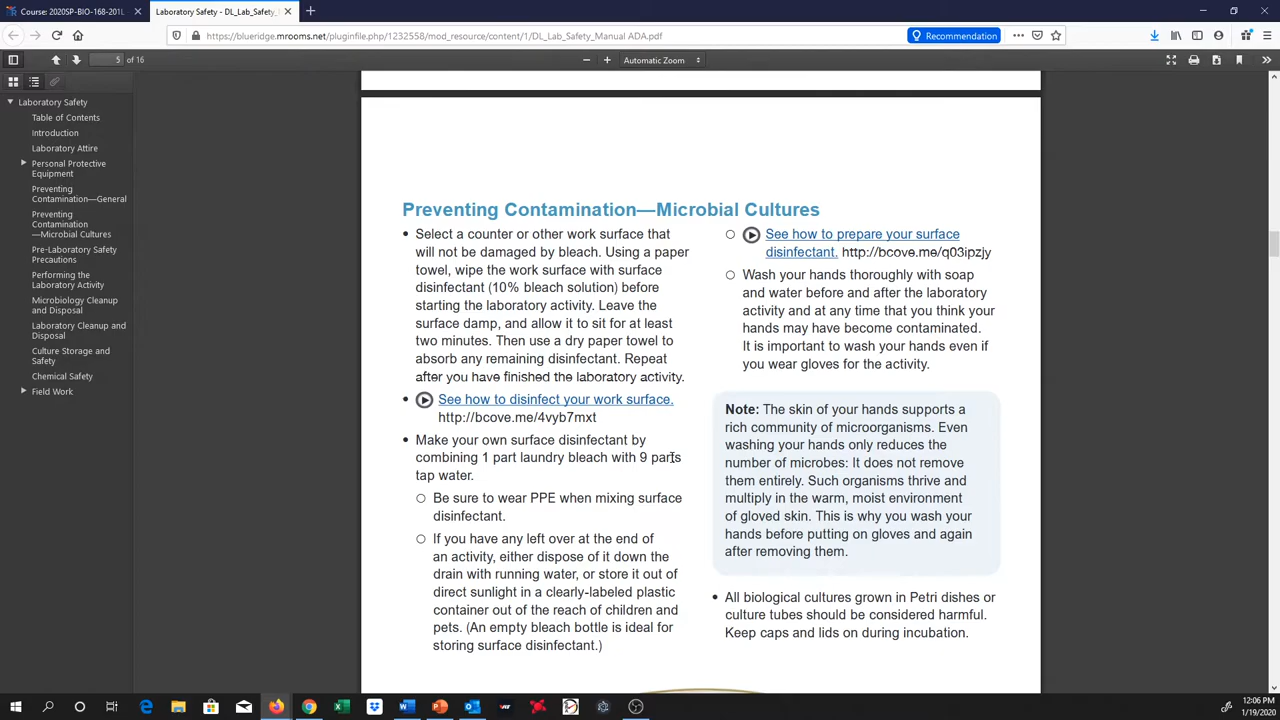 Course: 2020SP-BIO-168-201L
Laboratory Safety - DL_Lab_Safety_
https://blueridge.mrooms.net/pluginfile.php/1232558/mod_resource/content/1/DL_Lab_Safety_Manual ADA.pdf
Recommendation
5 of 16
Automatic Zoom
Laboratory Safety
Table of Contents
Introduction
Laboratory Attire
Personal Protective
Equipment
Preventing
Contamination—General
Preventing
Contamination
—Microbial Cultures
Pre-Laboratory Safety
Precautions
Performing the
Laboratory Activity
Microbiology Cleanup
and Disposal
Laboratory Cleanup and
Disposal
Culture Storage and
Safety
Chemical Safety
Field Work
Preventing Contamination—Microbial Cultures
• Select a counter or other work surface that
will not be damaged by bleach. Using a paper
towel, wipe the work surface with surface
disinfectant (10% bleach solution) before
starting the laboratory activity. Leave the
surface damp, and allow it to sit for at least
two minutes. Then use a dry paper towel to
absorb any remaining disinfectant. Repeat
after you have finished the laboratory activity.
• See how to disinfect your work surface.
http://bcove.me/4vyb7mxt
• Make your own surface disinfectant by
combining 1 part laundry bleach with 9 parts
tap water.
Be sure to wear PPE when mixing surface
disinfectant.
If you have any left over at the end of
an activity, either dispose of it down the
drain with running water, or store it out of
direct sunlight in a clearly-labeled plastic
container out of the reach of children and
pets. (An empty bleach bottle is ideal for
storing surface disinfectant.)
See how to prepare your surface
disinfectant. http://bcove.me/q03ipzjy
Wash your hands thoroughly with soap
and water before and after the laboratory
activity and at any time that you think your
hands may have become contaminated.
It is important to wash your hands even if
you wear gloves for the activity.
Note: The skin of your hands supports a
rich community of microorganisms. Even
washing your hands only reduces the
number of microbes: It does not remove
them entirely. Such organisms thrive and
multiply in the warm, moist environment
of gloved skin. This is why you wash your
hands before putting on gloves and again
after removing them.
• All biological cultures grown in Petri dishes or
culture tubes should be considered harmful.
Keep caps and lids on during incubation.
12:06 PM
1/19/2020